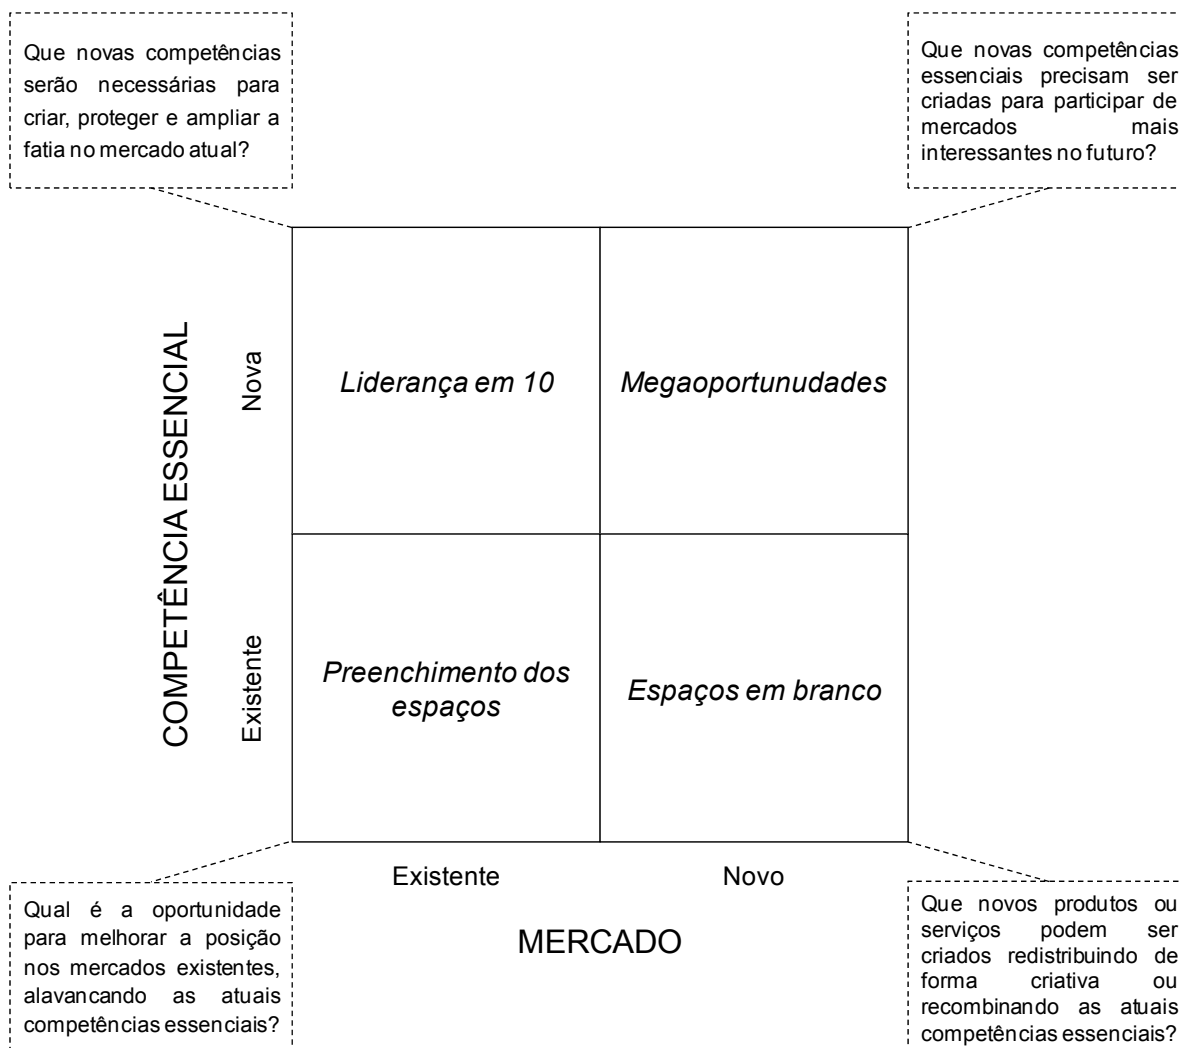 Que novas competências
serão necessárias para
criar, proteger e ampliar a
fatia no mercado atual?
Que novas competências
essenciais precisam ser
criadas para participar de
mercados mais
interessantes no futuro?
COMPETÊNCIA ESSENCIAL
Nova
Existente
Liderança em 10
Megaoportunudades
Preenchimento dos
espaços
Espaços em branco
Existente
Novo
MERCADO
Qual é a oportunidade
para melhorar a posição
nos mercados existentes,
alavancando as atuais
competências essenciais?
Que novos produtos ou
serviços podem ser
criados redistribuindo de
forma criativa ou
recombinando as atuais
competências essenciais?